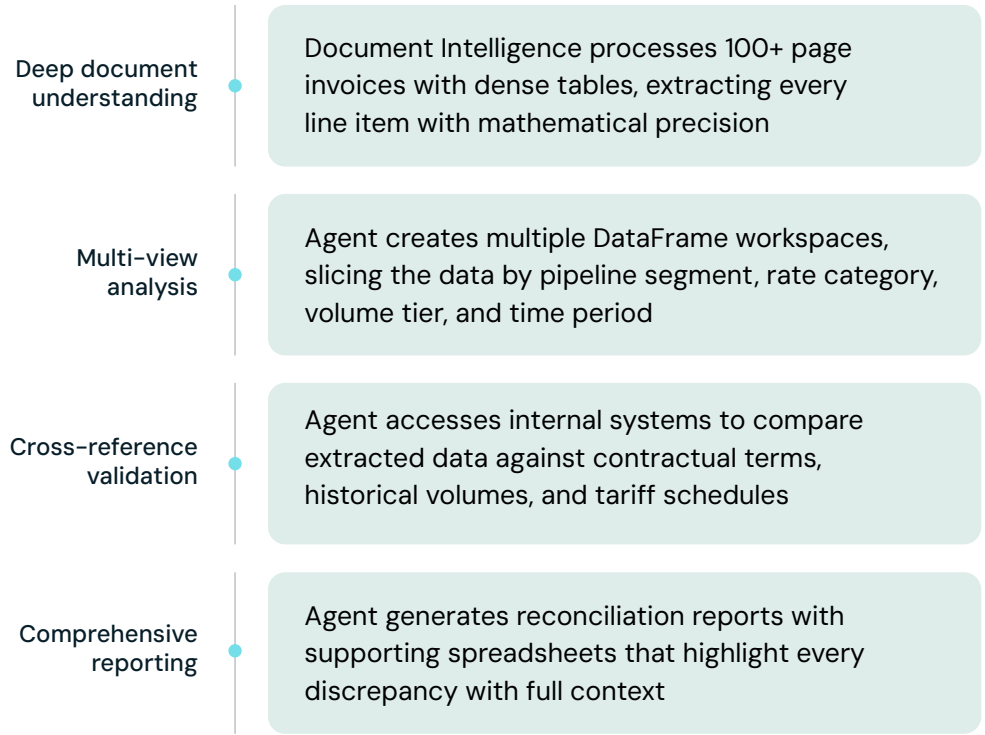 Deep document
understanding
Document Intelligence processes 100+ page
invoices with dense tables, extracting every
line item with mathematical precision
Multi-view
analysis
Agent creates multiple DataFrame workspaces,
slicing the data by pipeline segment, rate category,
volume tier, and time period
Cross-reference
validation
Agent accesses internal systems to compare
extracted data against contractual terms,
historical volumes, and tariff schedules
Comprehensive
reporting
Agent generates reconciliation reports with
supporting spreadsheets that highlight every
discrepancy with full context